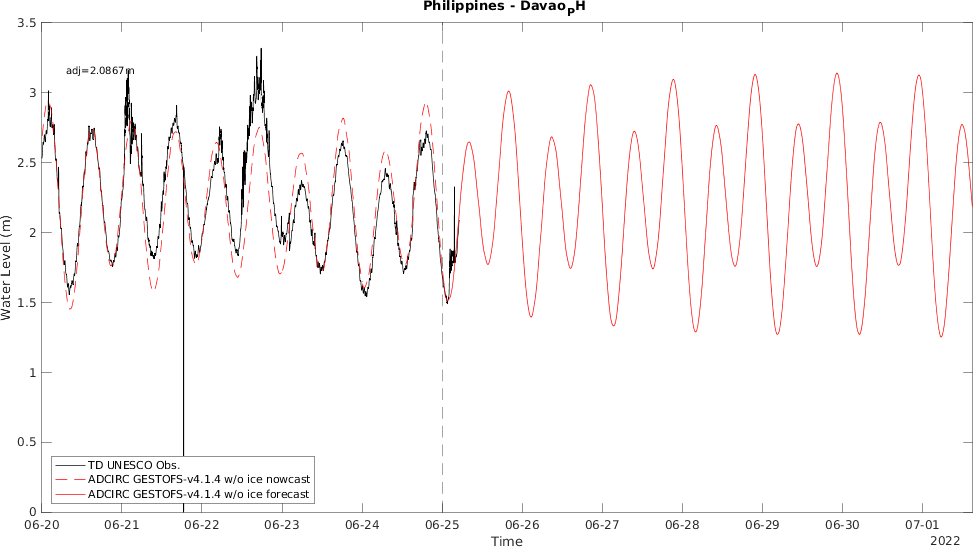 Philippines - DavaopH
adj=2.0867m
3.5
3
2.5
2
1.5
1
0.5
0
Water Level (m)
TD UNESCO Obs.
ADCIRC GESTOFS-v4.1.4 w/o ice nowcast
ADCIRC GESTOFS-v4.1.4 w/o ice forecast
06-20 06-21 06-22 06-23 06-24 06-25 06-26 06-27 06-28 06-29 06-30 07-01
Time
2022